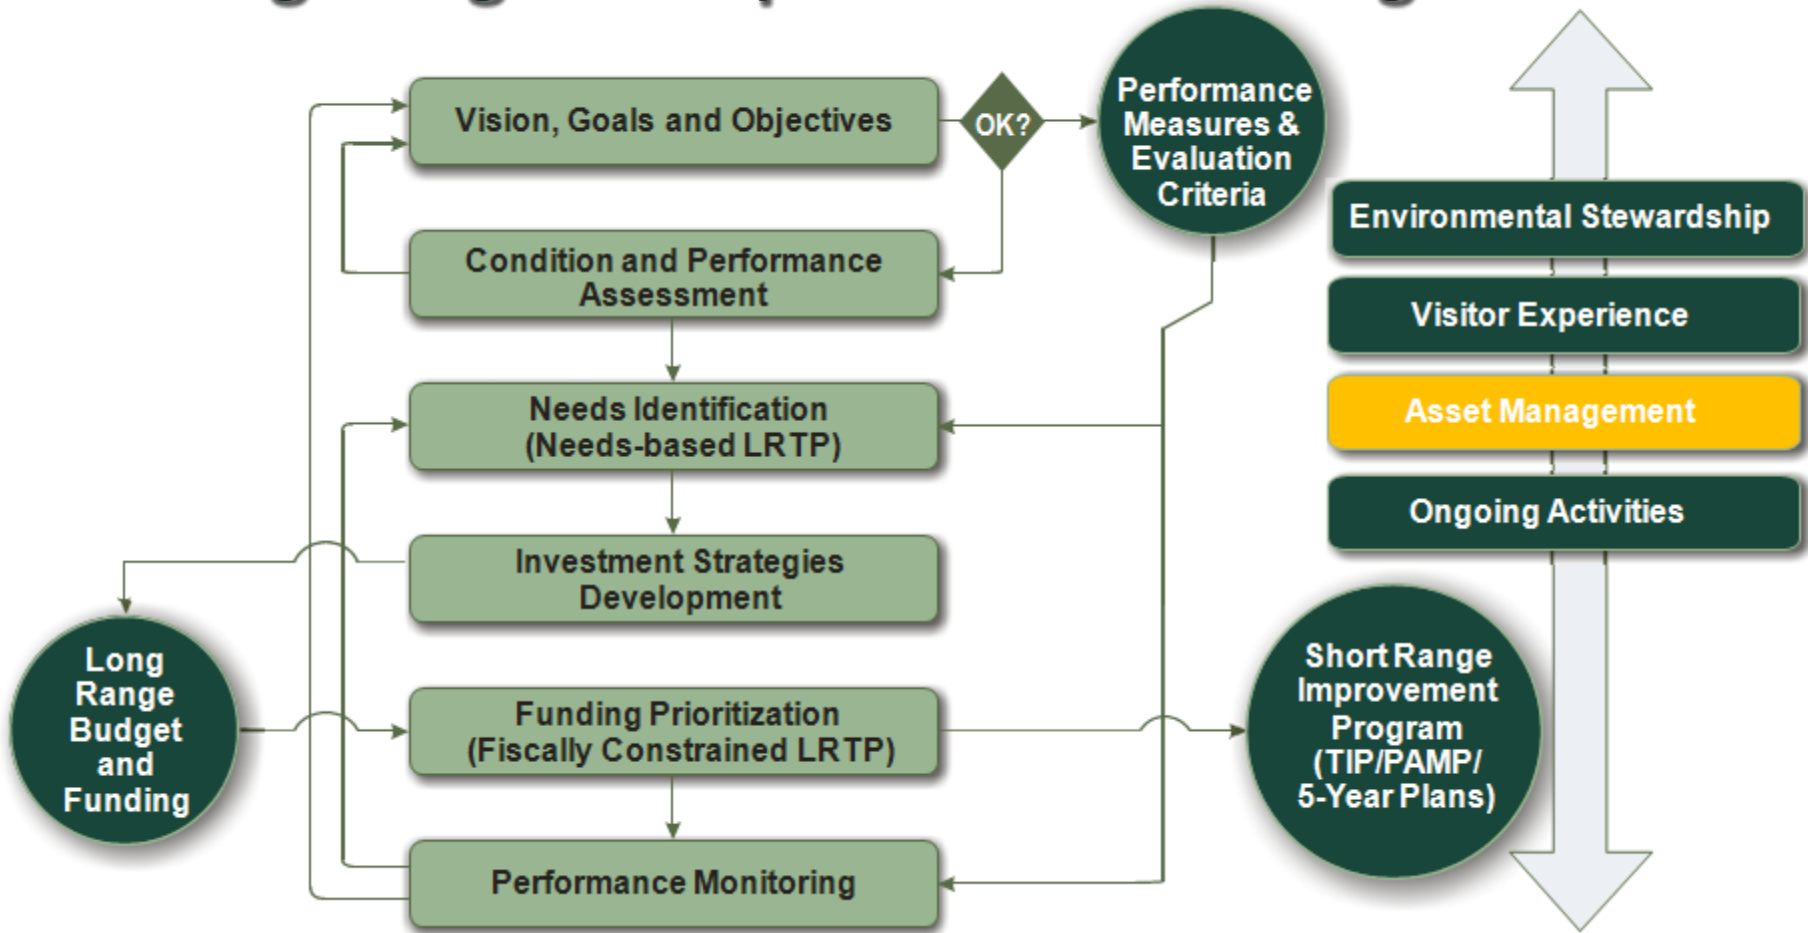 Vision, Goals and Objectives
OK?
Performance
Measures &
Evaluation
Criteria
Environmental Stewardship
Condition and Performance
Assessment
Visitor Experience
Needs Identification
(Needs-based LRTP)
Asset Management
Ongoing Activities
Investment Strategies
Development
Long
Range
Budget
and
Funding
Funding Prioritization
(Fiscally Constrained LRTP)
Short Range
Improvement
Program
(TIP/PAMP/
5-Year Plans)
Performance Monitoring